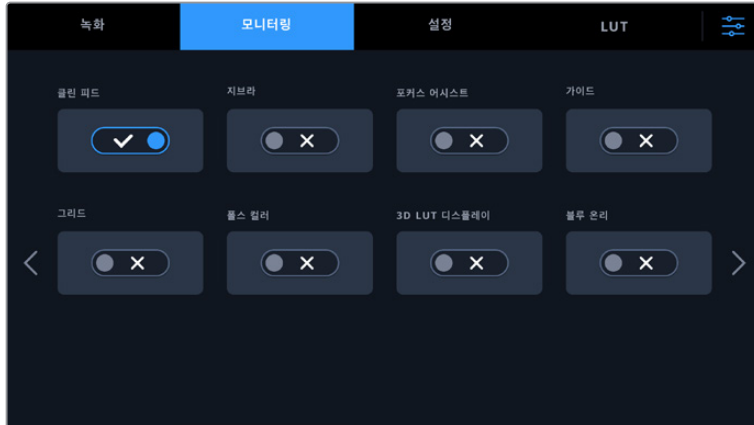 녹화
모니터링
설정
LUT
클린 피드
지브라
포커스 어시스트
가이드
그리드
폴스 컬러
3D LUT 디스플레이
블루 온리